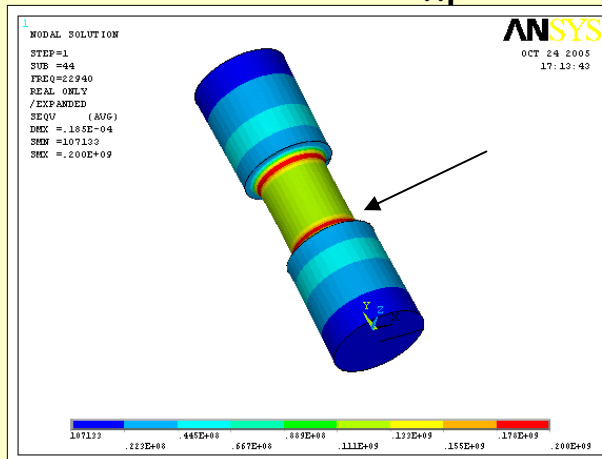 1
NODAL SOLUTION
STEP=1
SUB =44
FREQ=22940
REAL ONLY
/EXPANDED
SEQV (AVG)
DMX =.185E-04
SMN =107133
SMX =.200E+09
ANSYS
OCT 24 2005
17:13:43
Y
Z
X
107133 .445E+08 .889E+08 .133E+09 .178E+09
.223E+08 .667E+08 .111E+09 .155E+09 .200E+09